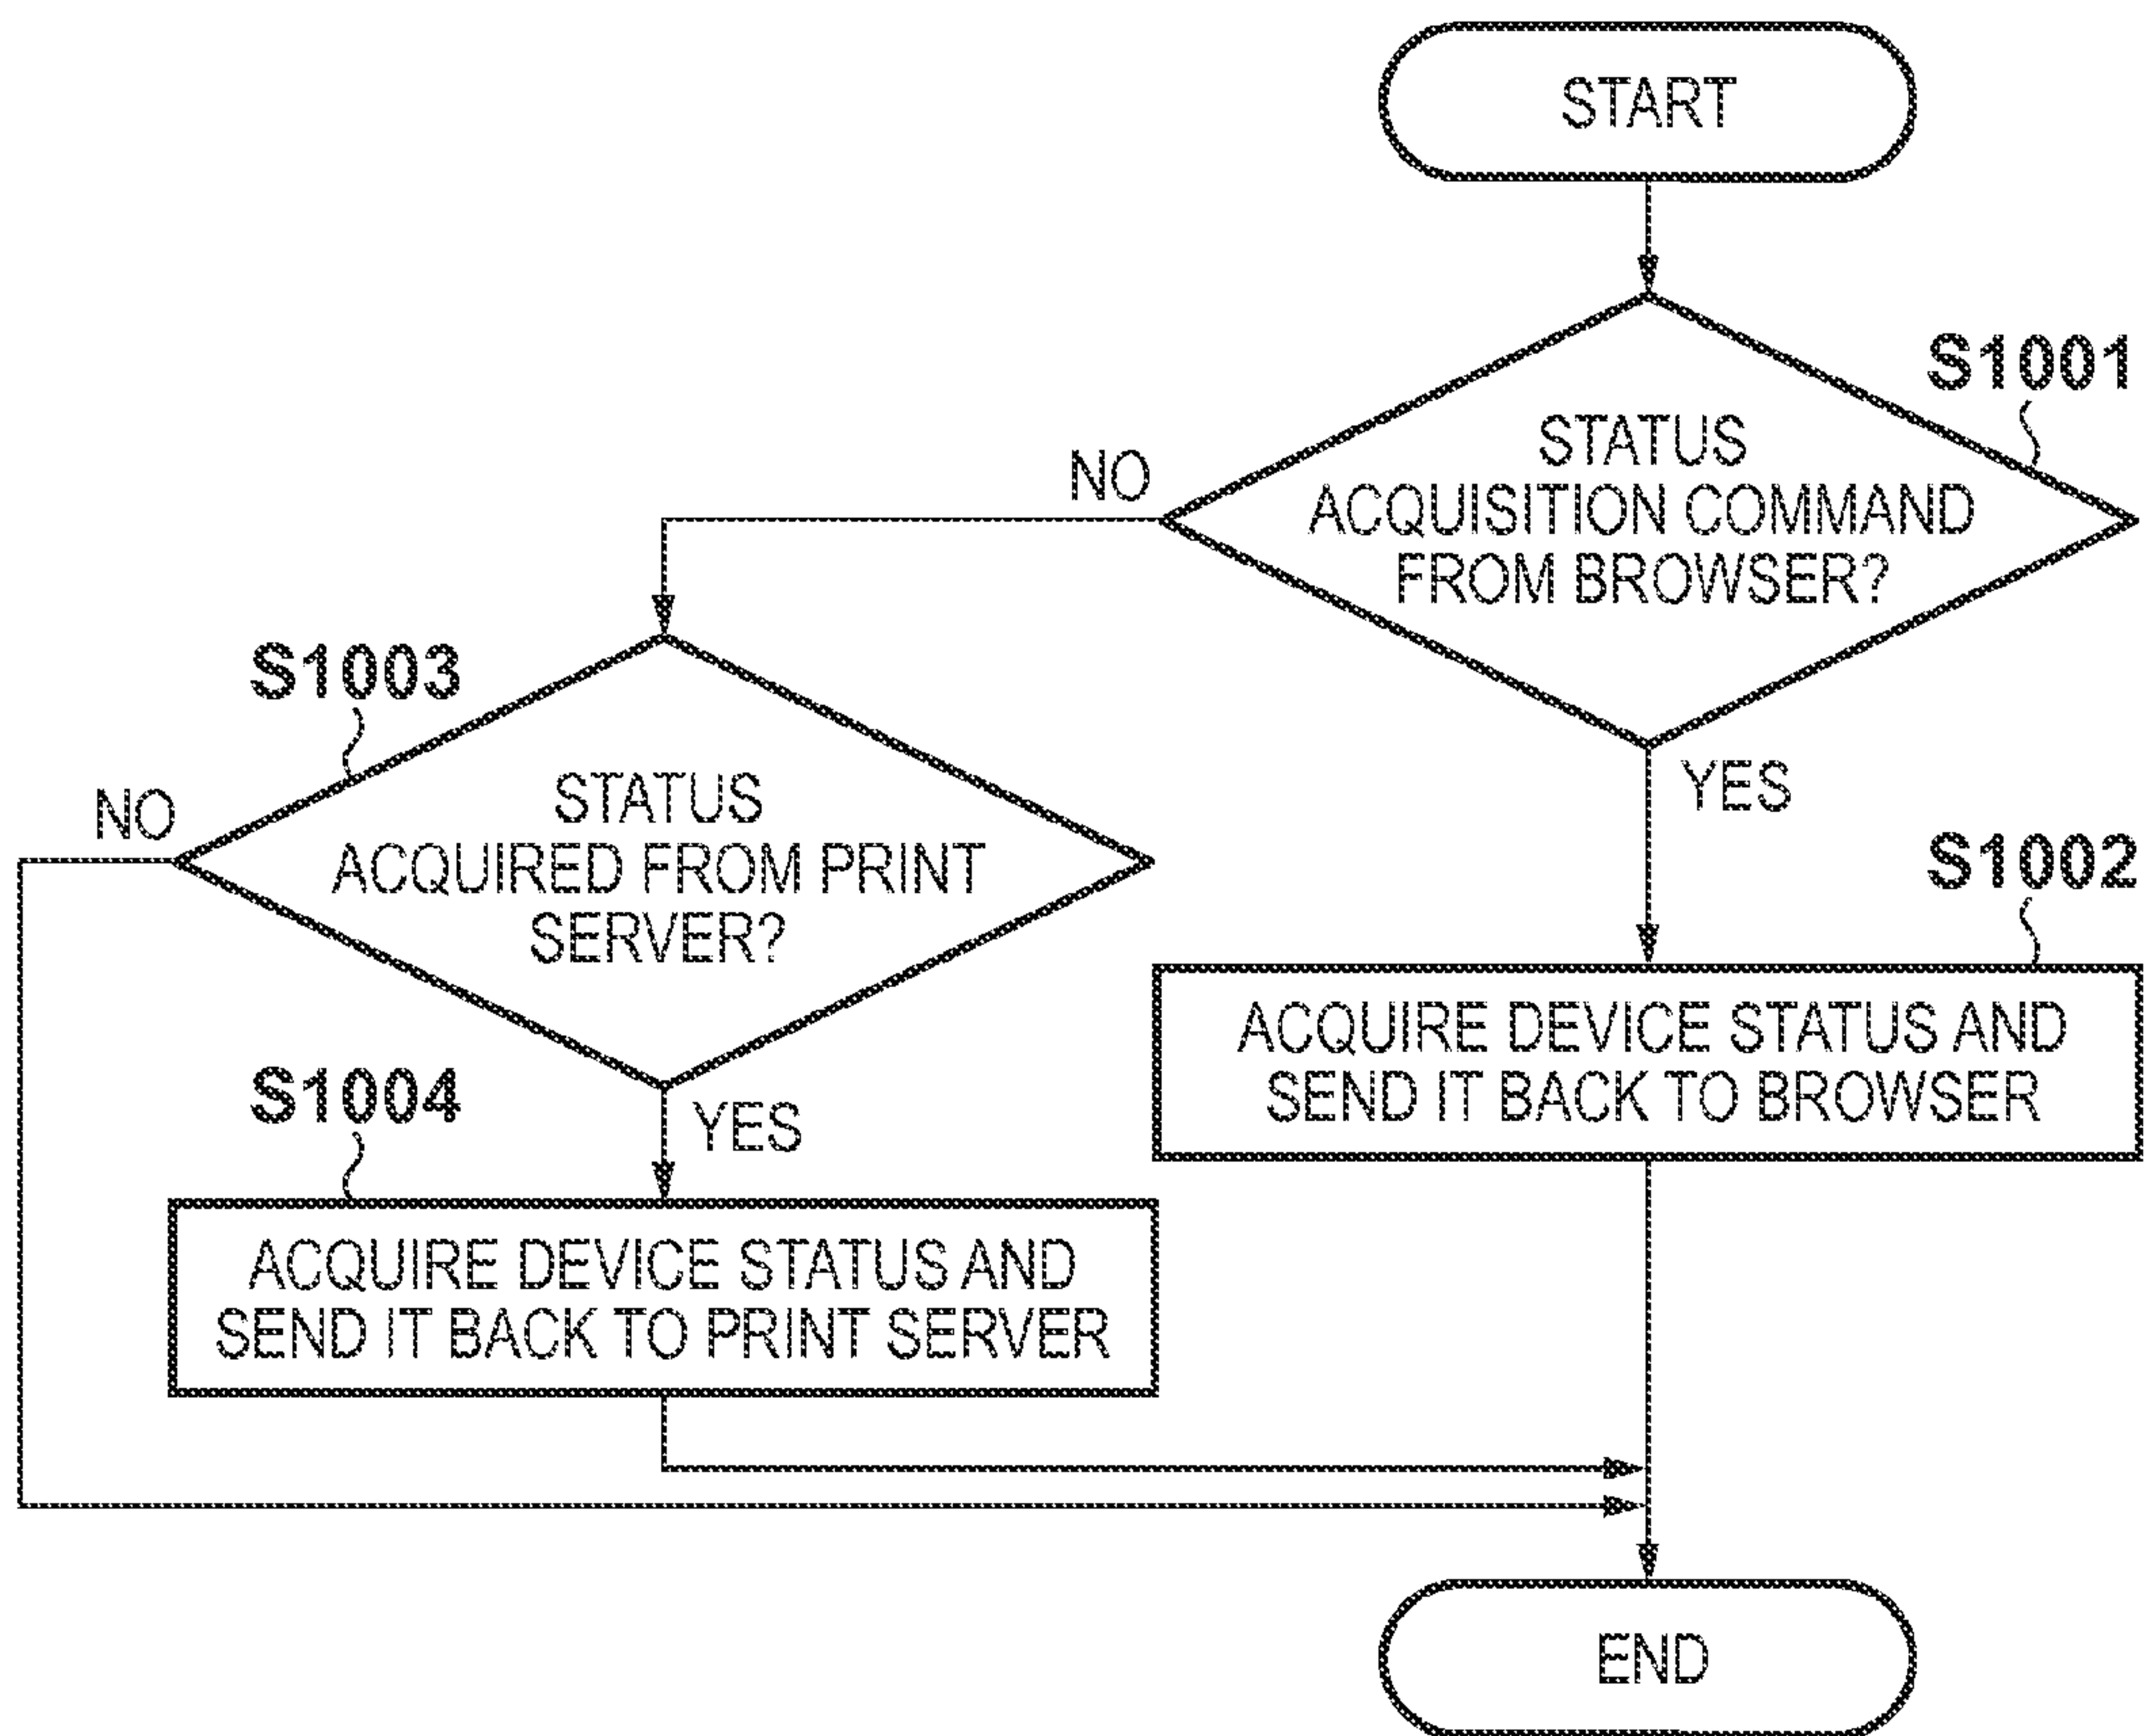 START
S1001
STATUS
ACQUISITION COMMAND
FROM BROWSER?
NO
YES
S1003
STATUS
ACQUIRED FROM PRINT
SERVER?
NO
YES
S1002
ACQUIRE DEVICE STATUS AND
SEND IT BACK TO BROWSER
S1004
ACQUIRE DEVICE STATUS AND
SEND IT BACK TO PRINT SERVER
END